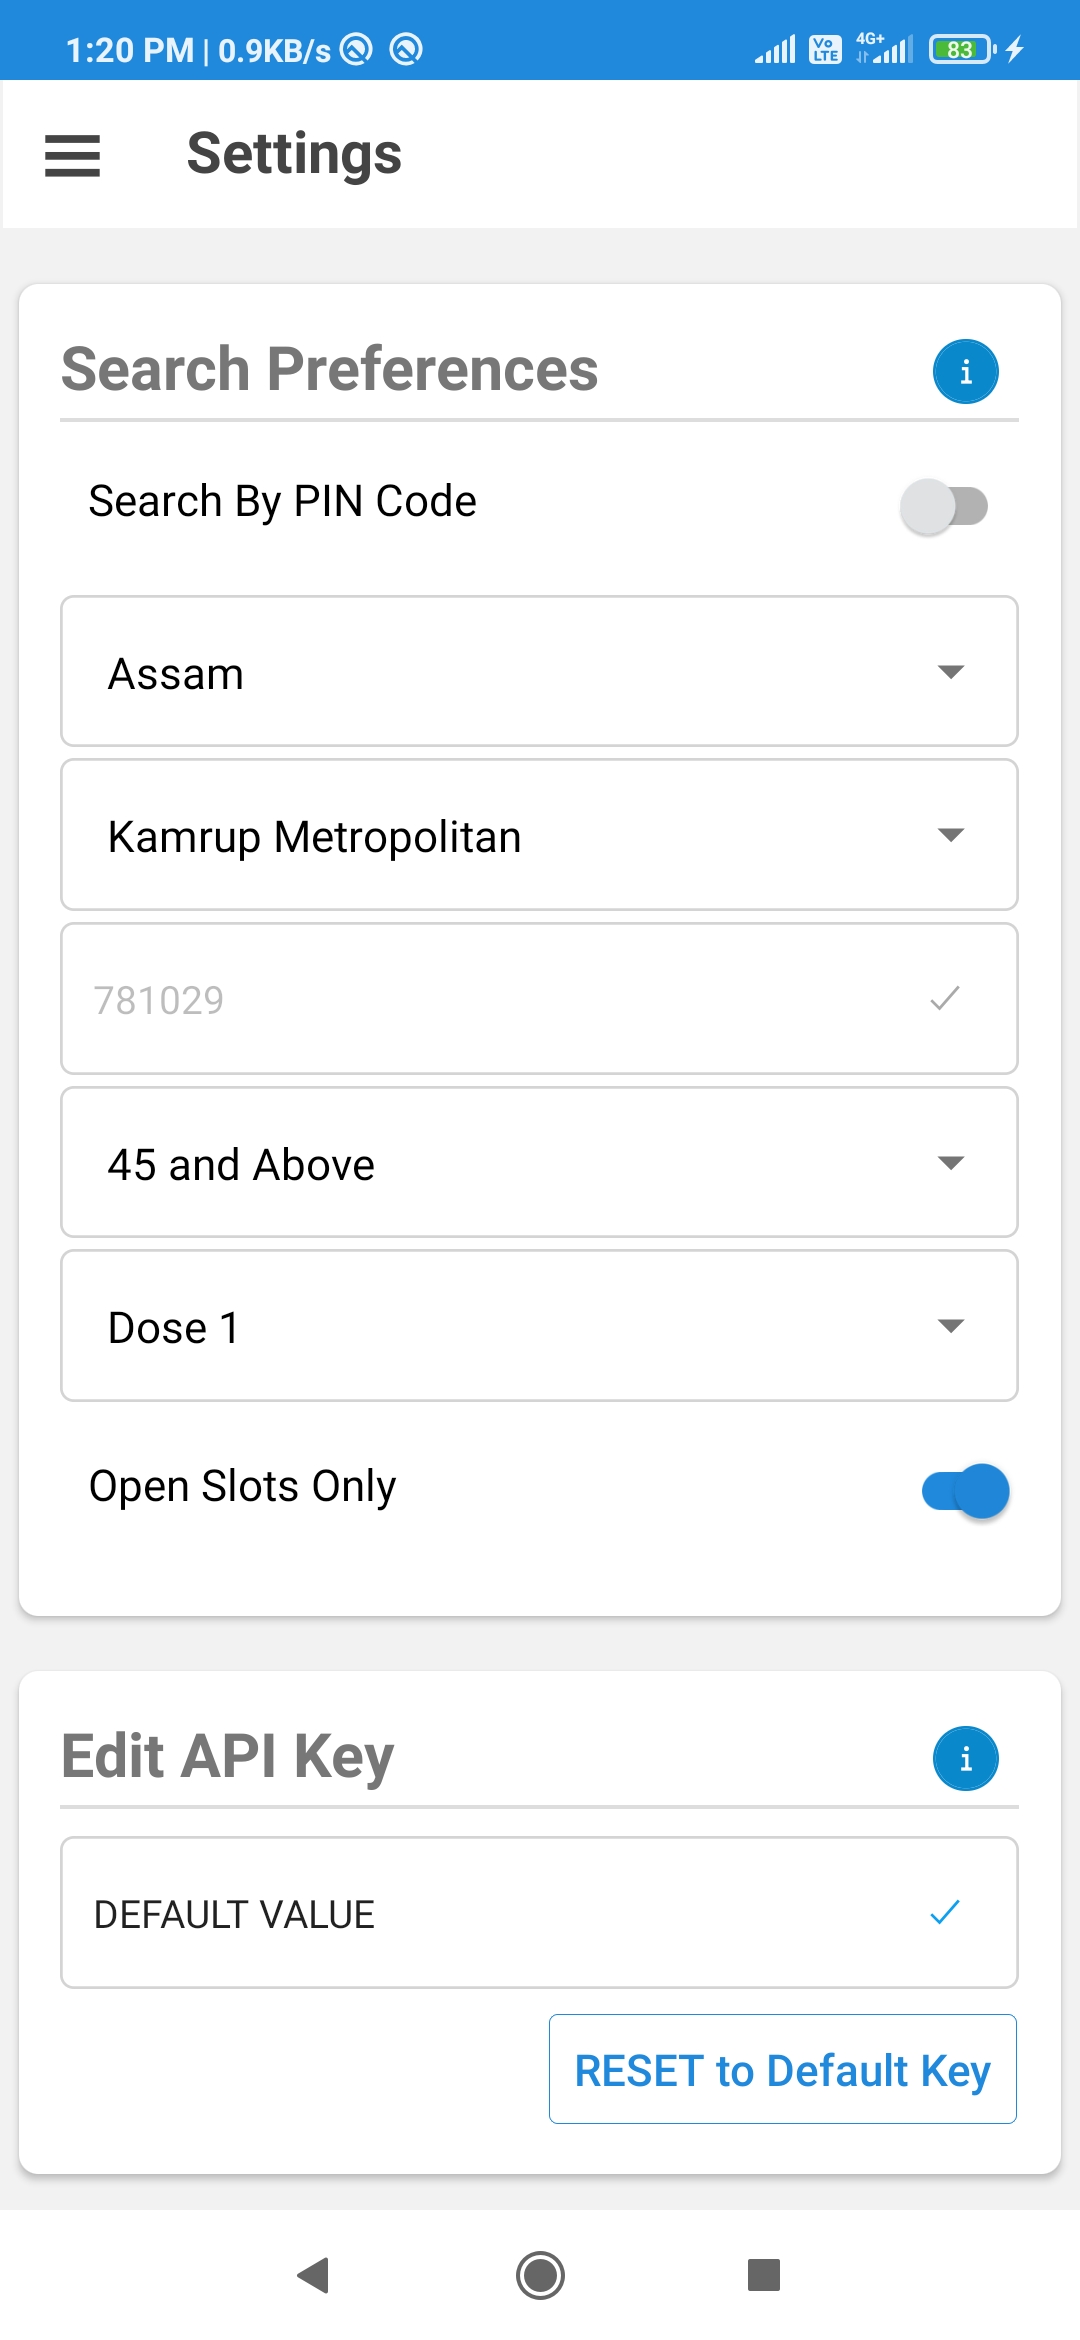 1:20 PM | 0.9KB/s Vo LTE 4G+ 83
Settings
Search Preferences i
Search By PIN Code
Assam
Kamrup Metropolitan
781029
45 and Above
Dose 1
Open Slots Only
Edit API Key i
DEFAULT VALUE
RESET to Default Key